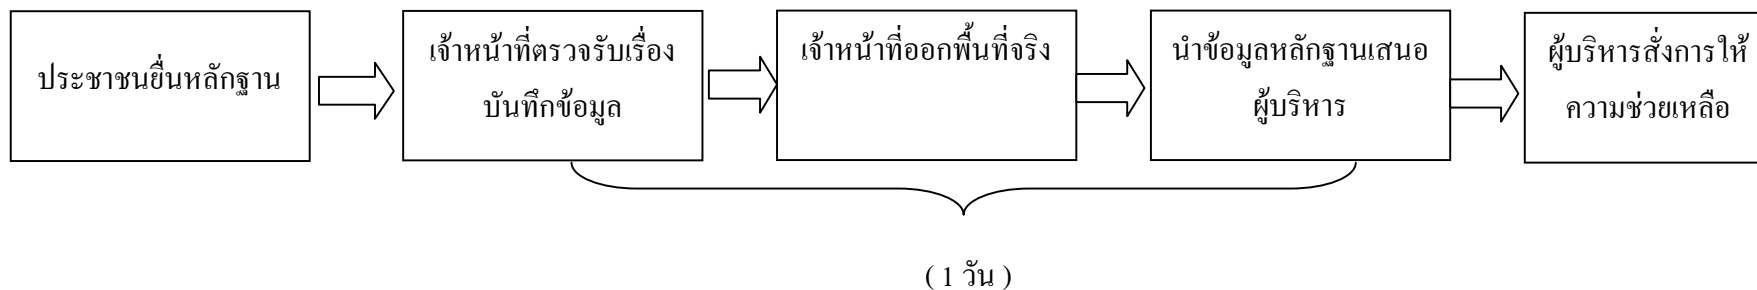 ประชาชนยื่นหลักฐาน
เจ้าหน้าที่ตรวจรับเรื่อง
บันทึกข้อมูล
เจ้าหน้าที่ออกพื้นที่จริง
นำข้อมูลหลักฐานเสนอ
ผู้บริหาร
ผู้บริหารสั่งการให้
ความช่วยเหลือ
( 1 วัน )